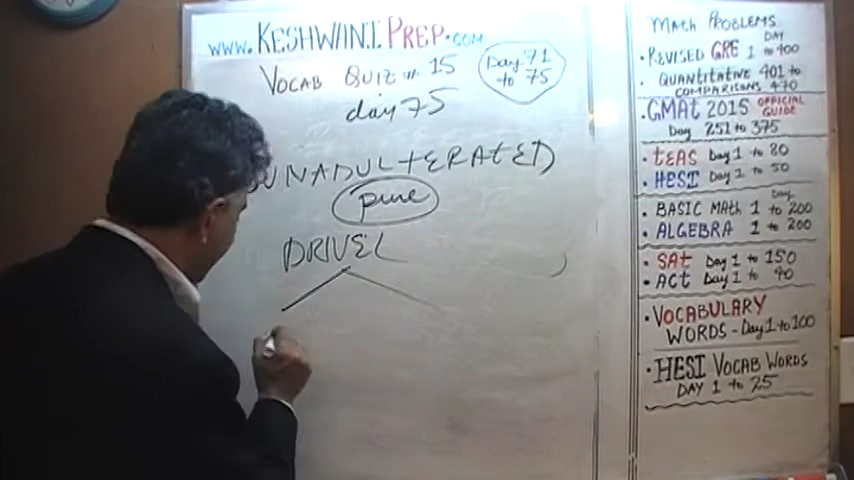 www.KESHWANI PREP.com
VOCAB QUIZ # 15
Day 71
to 75
day 75
UNADULTERATED
pure
DRIVEL
MATH PROBLEMS
DAY
• REVISED GRE 1 to 400
• QUANTITATIVE 401 to
COMPARISONS 470
• GMAt 2015 OFFICIAL
GUIDE
Day 251 to 375
• tEAS Day 1 to 80
• HESI Day 1 to 50
Day
• BASIC MAth 1 to 200
• ALGEBRA 1 to 200
• SAt Day 1 to 150
• ACt Day 1 to 40
• VOCABULARY
WORDS - Day 1 to 100
• HESI VOCAB WORDS
DAY 1 to 25